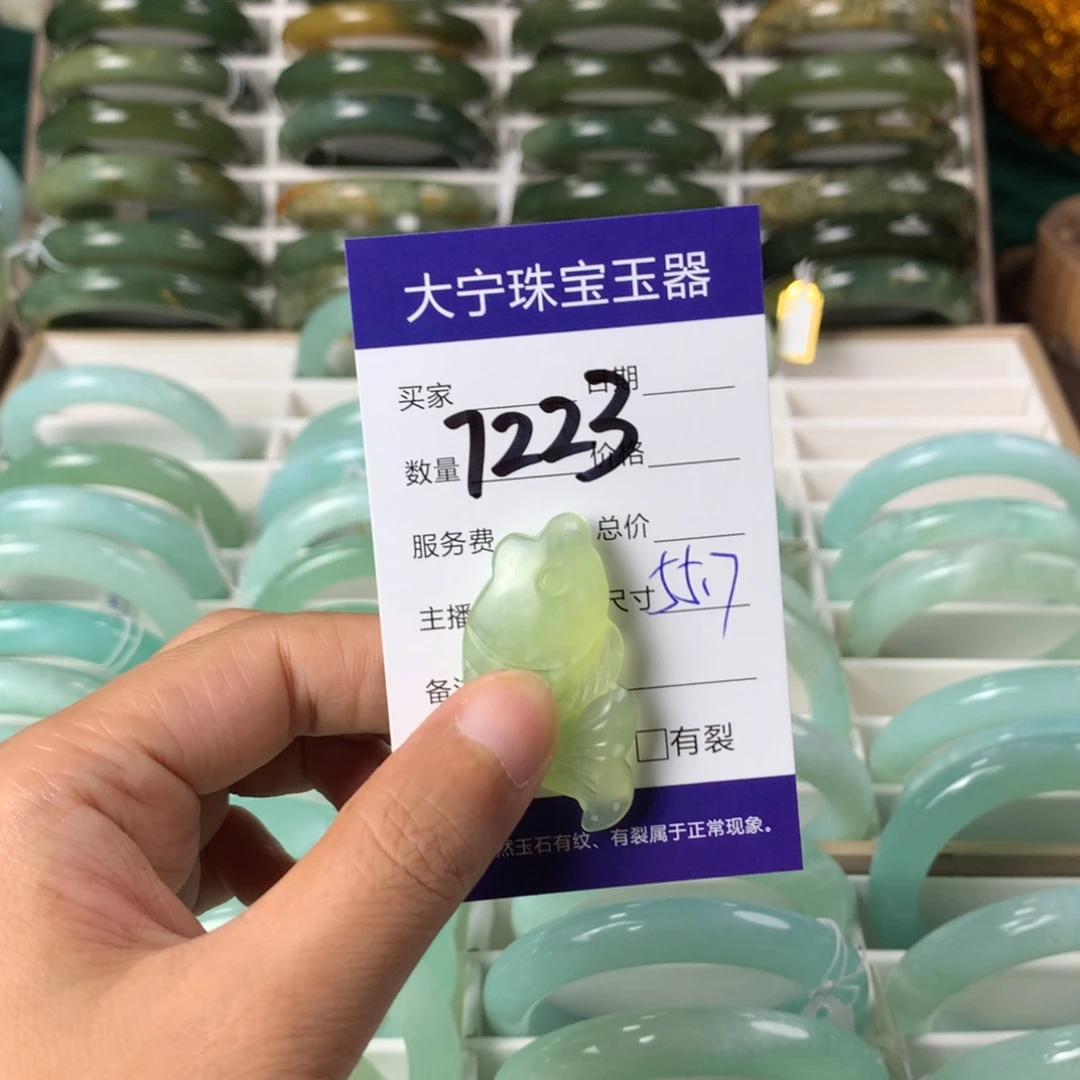 大宁珠宝玉器
买家 日期
1223
数量 价格
服务费 总价
主播 尺寸 55.7
备
有裂
然玉石有纹、有裂属于正常现象。